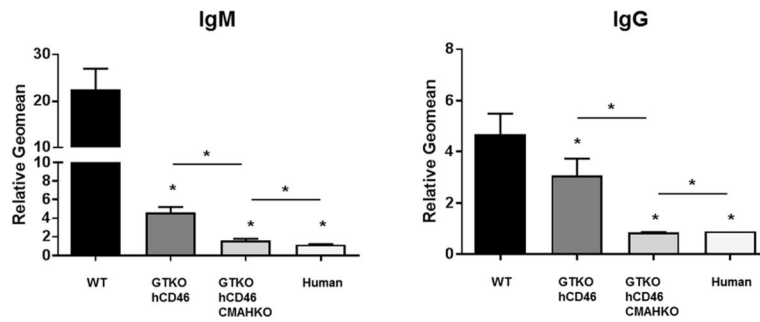 IgM
Relative Geomean
30
20
10
10
8
6
4
2
0
*
*
*
*
*
WT
GTKO
hCD46
GTKO
hCD46
CMAHKO
Human
IgG
Relative Geomean
8
6
4
2
0
*
*
*
*
*
WT
GTKO
hCD46
GTKO
hCD46
CMAHKO
Human